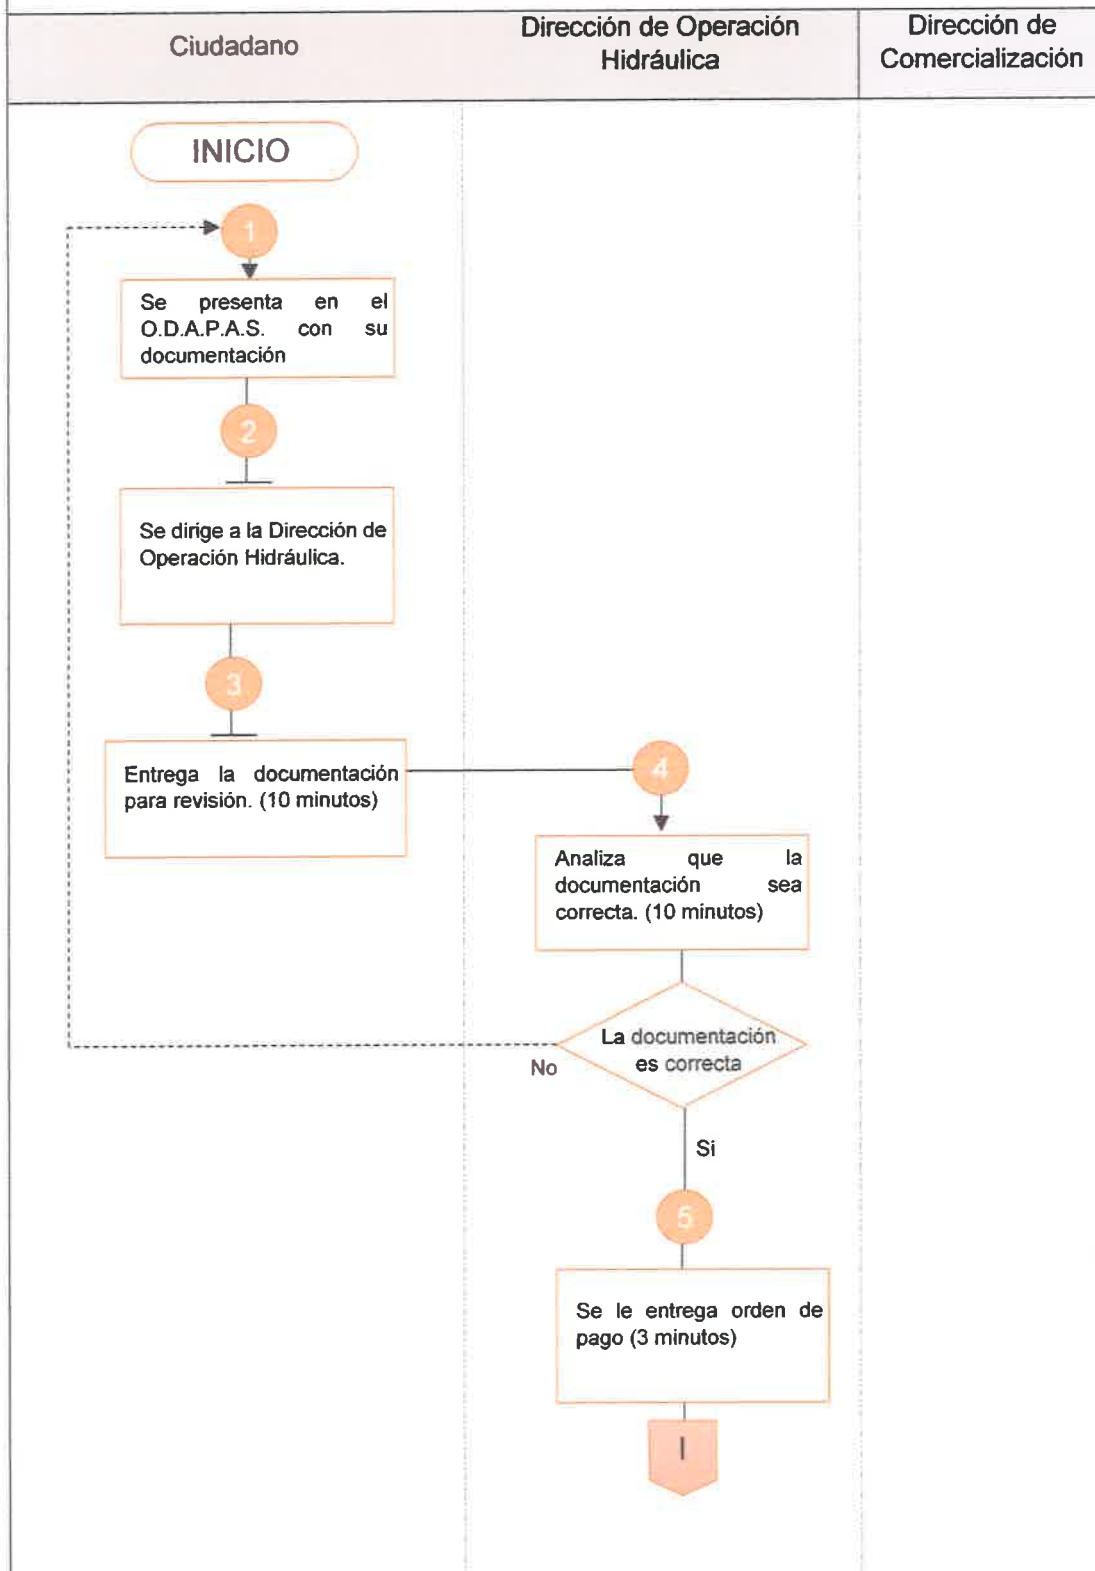 Ciudadano
Dirección de Operación
Hidráulica
Dirección de
Comercialización
INICIO
1
Se presenta en el
O.D.A.P.A.S. con su
documentación
2
Se dirige a la Dirección de
Operación Hidráulica.
3
Entrega la documentación
para revisión. (10 minutos)
4
Analiza que la
documentación sea
correcta. (10 minutos)
La documentación
es correcta
No
Si
5
Se le entrega orden de
pago (3 minutos)
I